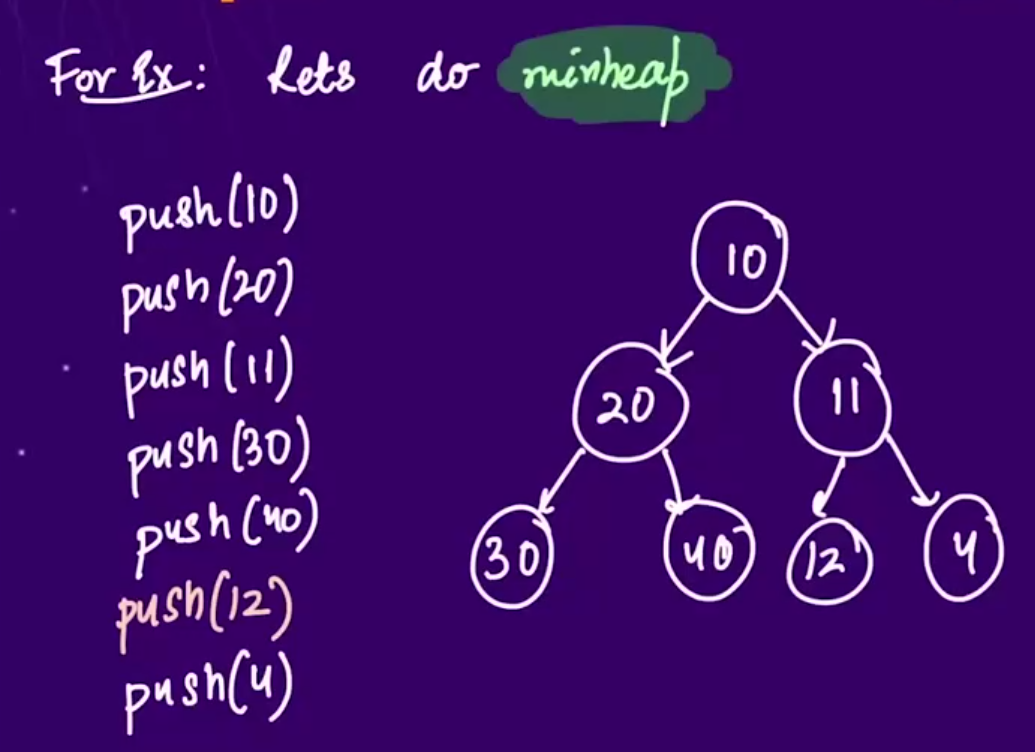 For Ex: Lets do minheap
push(10)
push(20)
push(11)
push(30)
push(40)
push(12)
push(4)
10
20 11
30 40 12 4